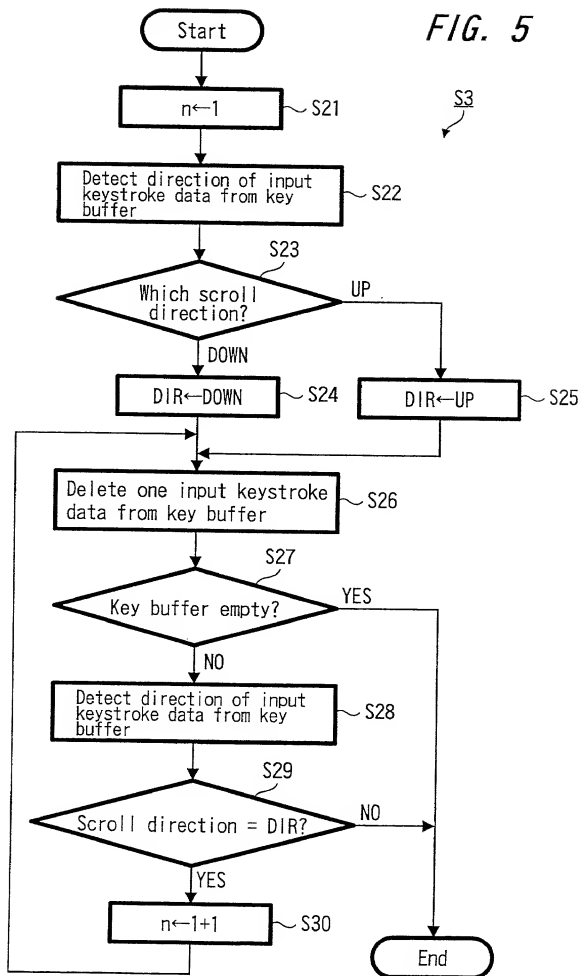 FIG. 5
S3
Start
n←1
S21
Detect direction of input
keystroke data from key
buffer
S22
S23
Which scroll
direction?
UP
DOWN
DIR←DOWN
S24
DIR←UP
S25
Delete one input keystroke
data from key buffer
S26
S27
Key buffer empty?
YES
NO
Detect direction of input
keystroke data from key
buffer
S28
S29
Scroll direction = DIR?
NO
YES
n←1+1
S30
End